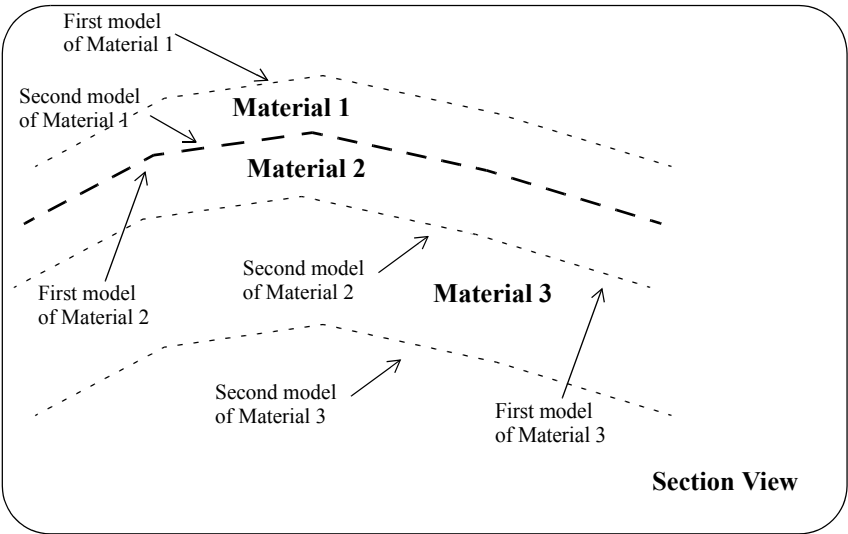 First model
of Material 1
Second model
of Material 1
Material 1
Material 2
Second model
of Material 2
Material 3
First model
of Material 2
Second model
of Material 3
First model
of Material 3
Section View